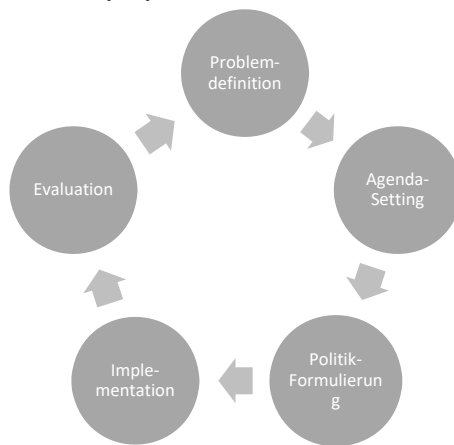 Problem-
definition
Agenda-
Setting
Politik-
Formulierun
g
Imple-
mentation
Evaluation